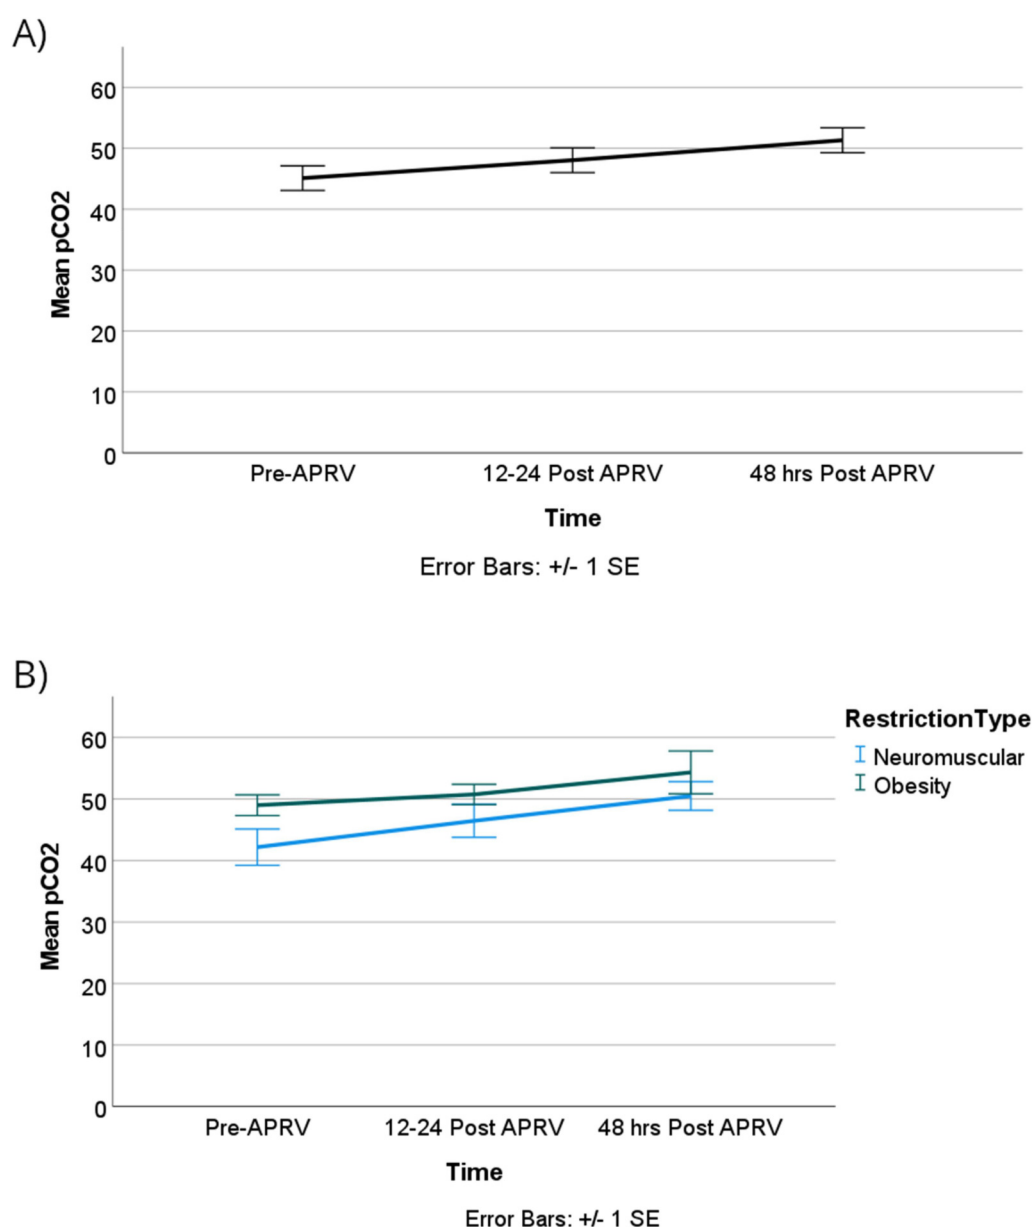 A)
60
50
40
30
20
10
0
Mean pCO2
Pre-APRV
12-24 Post APRV
48 hrs Post APRV
Time
Error Bars: +/- 1 SE
B)
60
50
40
30
20
10
0
Mean pCO2
Pre-APRV
12-24 Post APRV
48 hrs Post APRV
Time
Error Bars: +/- 1 SE
RestrictionType
Neuromuscular
Obesity